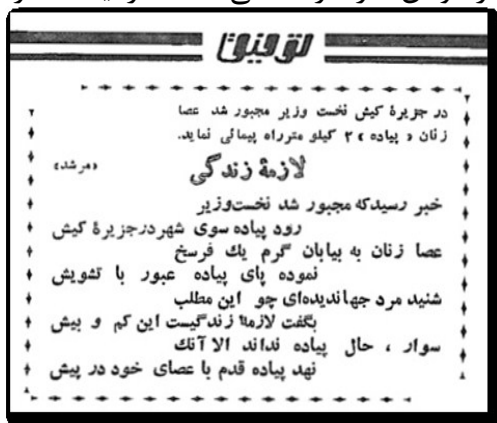 توفیق
در جزیرهٔ کیش نخست وزیر مجبور شد عصا
زنان « پیاده » ۲ کیلو متر راه پیمائی نماید.
لازمهٔ زندگی
«مرشد»
خبر رسید که مجبور شد نخست‌وزیر
رود پیاده سوی شهر در جزیرهٔ کیش
عصا زنان به بیابان گرم یك فرسخ
نموده پای پیاده عبور با تشویش
شنید مرد جهاندیده‌ای چو این مطلب
بگفت لازمهٔ زندگیست این کم و بیش
سوار ، حال پیاده نداند الا آنك
نهد پیاده قدم با عصای خود در پیش